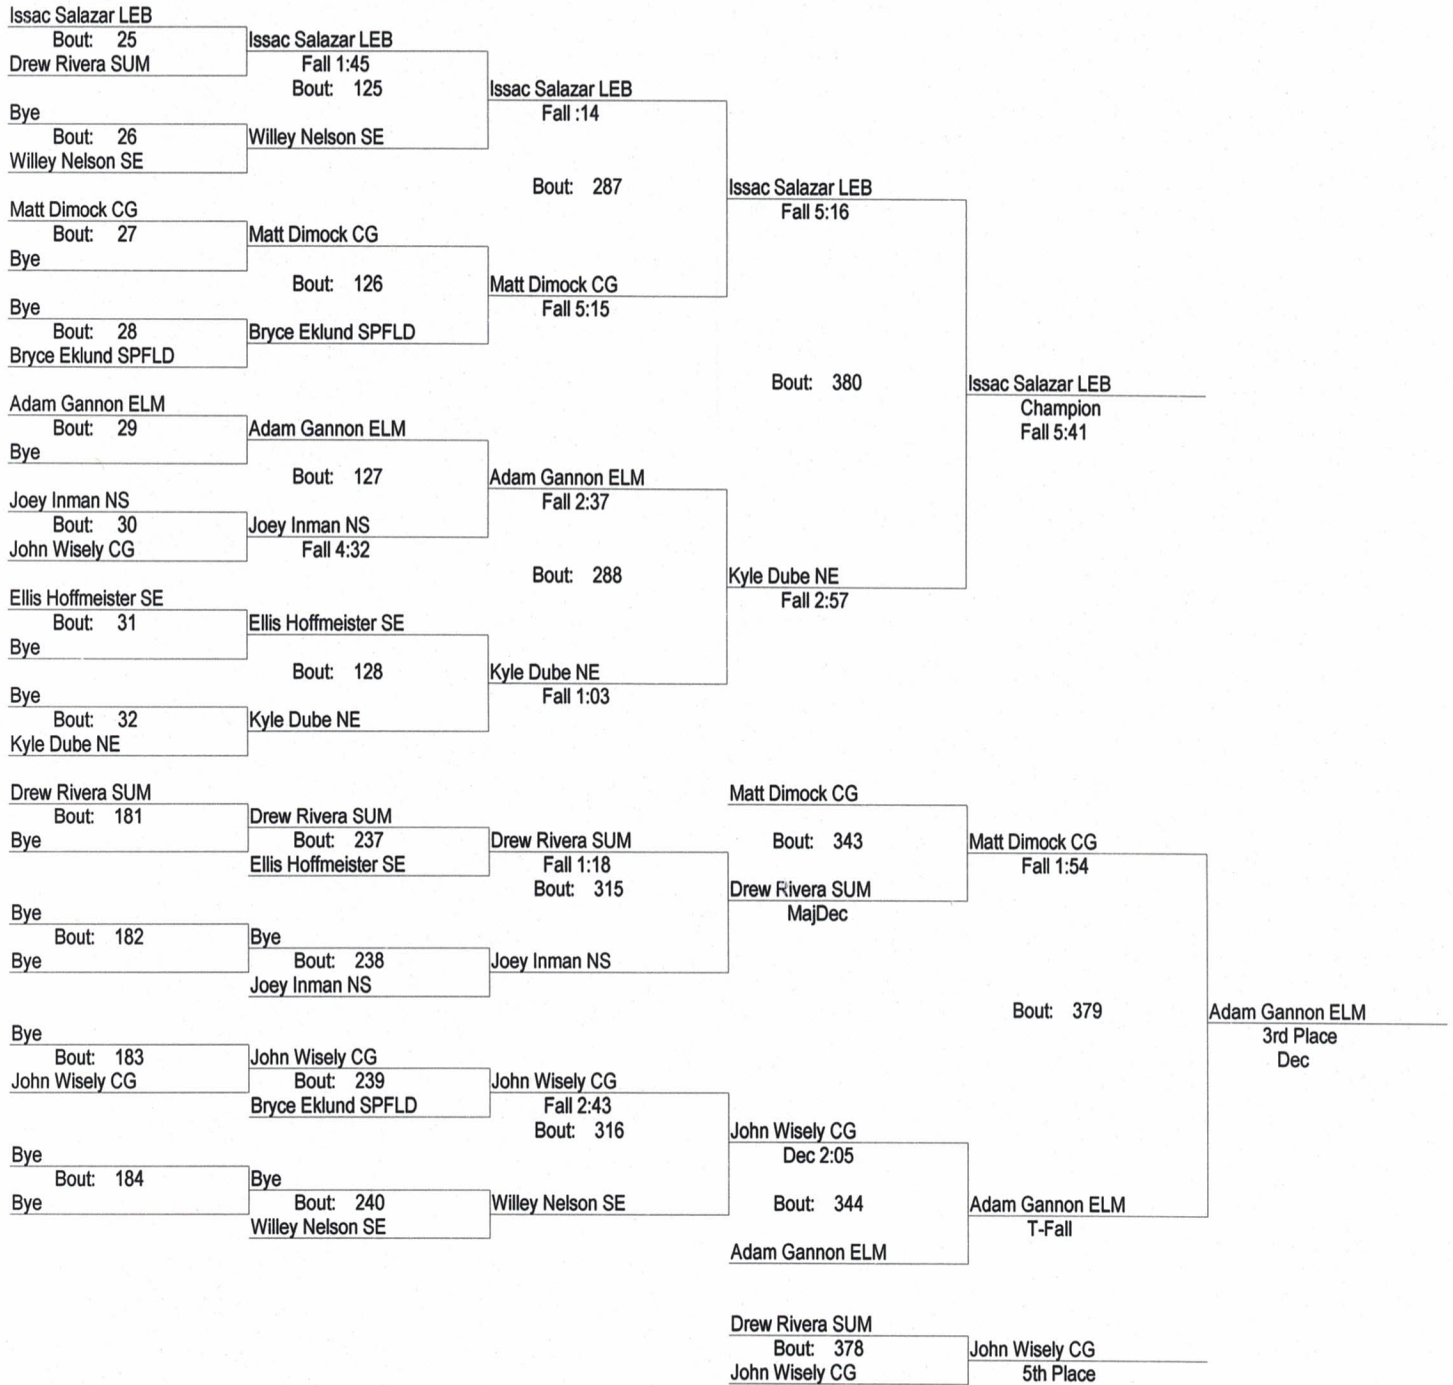 Issac Salazar LEB
Bout: 25
Drew Rivera SUM
Bye
Bout: 26
Willey Nelson SE
Matt Dimock CG
Bout: 27
Bye
Bye
Bout: 28
Bryce Eklund SPFLD
Adam Gannon ELM
Bout: 29
Bye
Joey Inman NS
Bout: 30
John Wisely CG
Ellis Hoffmeister SE
Bout: 31
Bye
Bye
Bout: 32
Kyle Dube NE
Issac Salazar LEB
Fall 1:45
Bout: 125
Willey Nelson SE
Matt Dimock CG
Bout: 126
Bryce Eklund SPFLD
Adam Gannon ELM
Bout: 127
Joey Inman NS
Fall 4:32
Ellis Hoffmeister SE
Bout: 128
Kyle Dube NE
Issac Salazar LEB
Fall :14
Bout: 287
Matt Dimock CG
Fall 5:15
Adam Gannon ELM
Fall 2:37
Bout: 288
Kyle Dube NE
Fall 1:03
Issac Salazar LEB
Fall 5:16
Bout: 380
Kyle Dube NE
Fall 2:57
Issac Salazar LEB
Champion
Fall 5:41
Drew Rivera SUM
Bout: 181
Bye
Bye
Bout: 182
Bye
Bye
Bout: 183
John Wisely CG
Bye
Bout: 184
Bye
Drew Rivera SUM
Bout: 237
Ellis Hoffmeister SE
Bye
Bout: 238
Joey Inman NS
John Wisely CG
Bout: 239
Bryce Eklund SPFLD
Bye
Bout: 240
Willey Nelson SE
Drew Rivera SUM
Fall 1:18
Bout: 315
Joey Inman NS
John Wisely CG
Fall 2:43
Bout: 316
Willey Nelson SE
Matt Dimock CG
Bout: 343
Drew Rivera SUM
MajDec
John Wisely CG
Dec 2:05
Bout: 344
Adam Gannon ELM
Matt Dimock CG
Fall 1:54
Bout: 379
Adam Gannon ELM
T-Fall
Adam Gannon ELM
3rd Place
Dec
Drew Rivera SUM
Bout: 378
John Wisely CG
John Wisely CG
5th Place